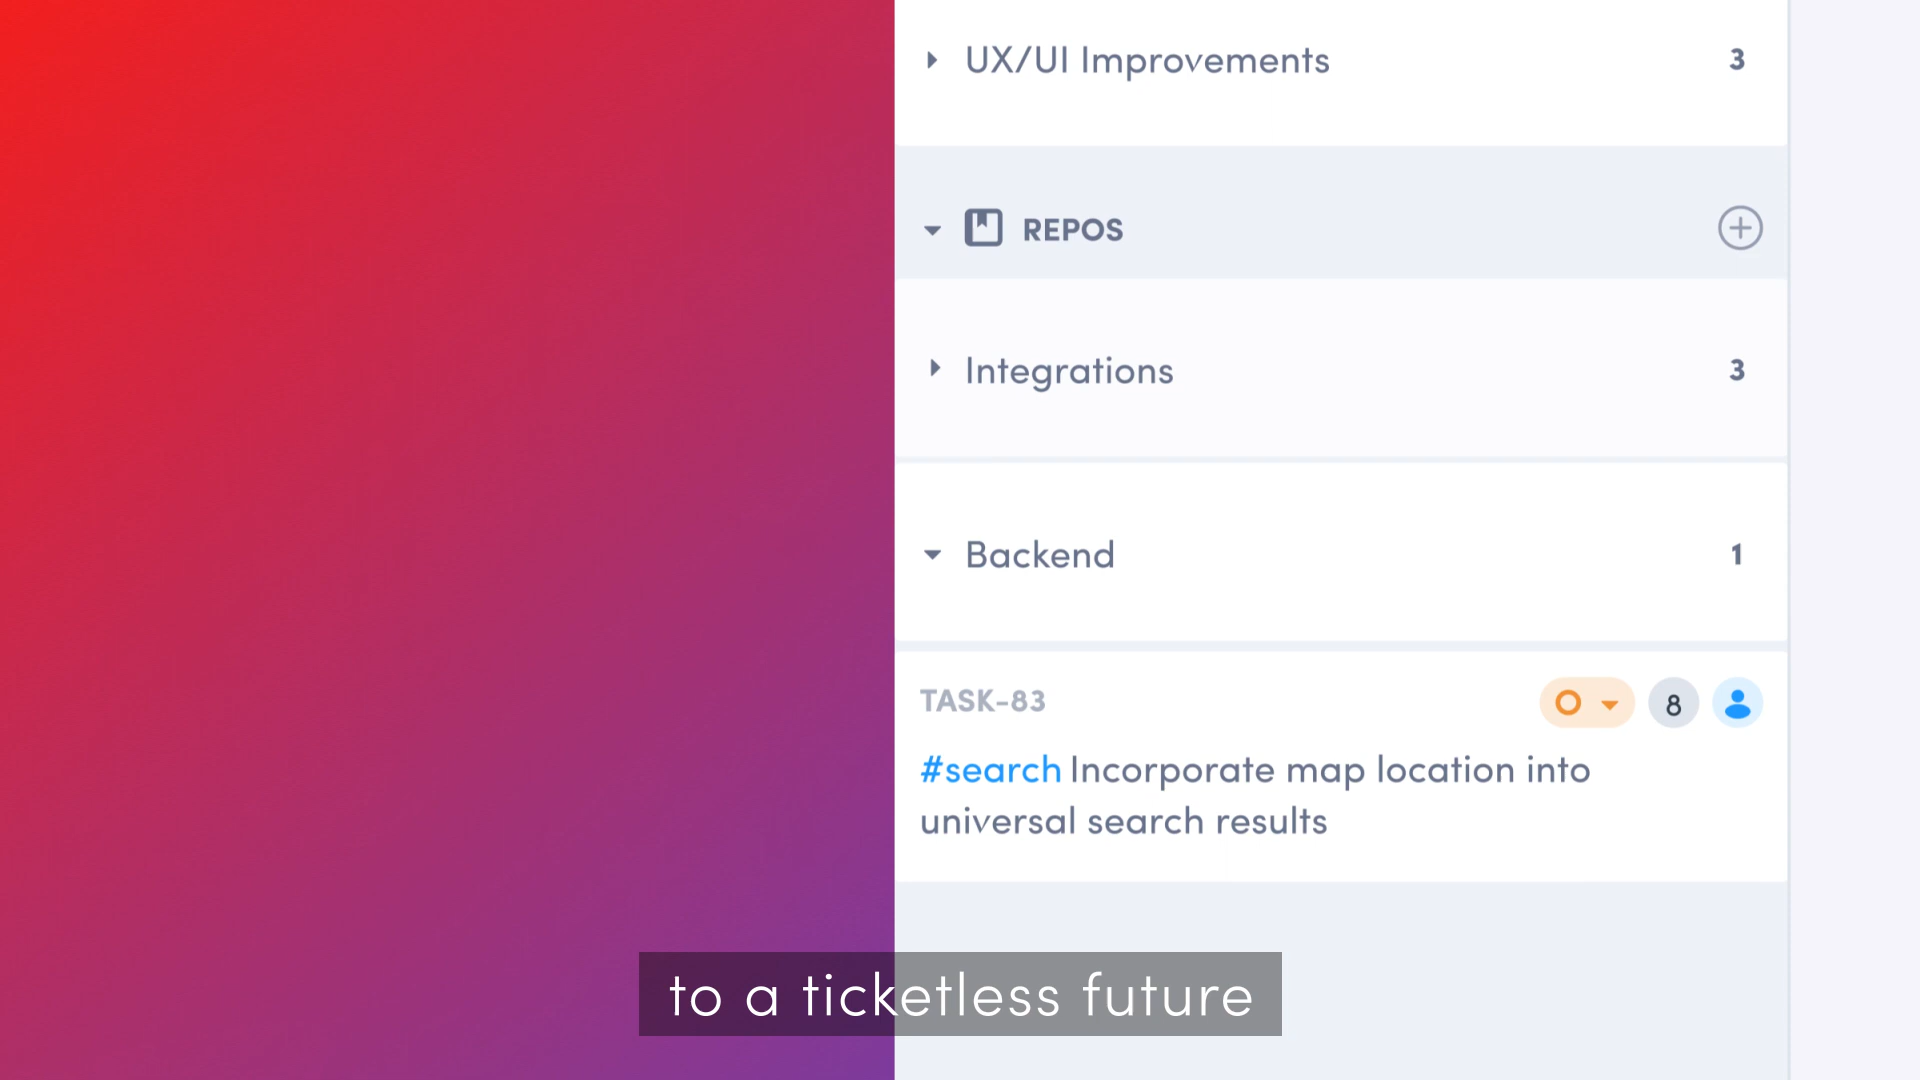 UX/UI Improvements 3
REPOS
Integrations 3
Backend 1
TASK-83 8
#search Incorporate map location into
universal search results
to a ticketless future